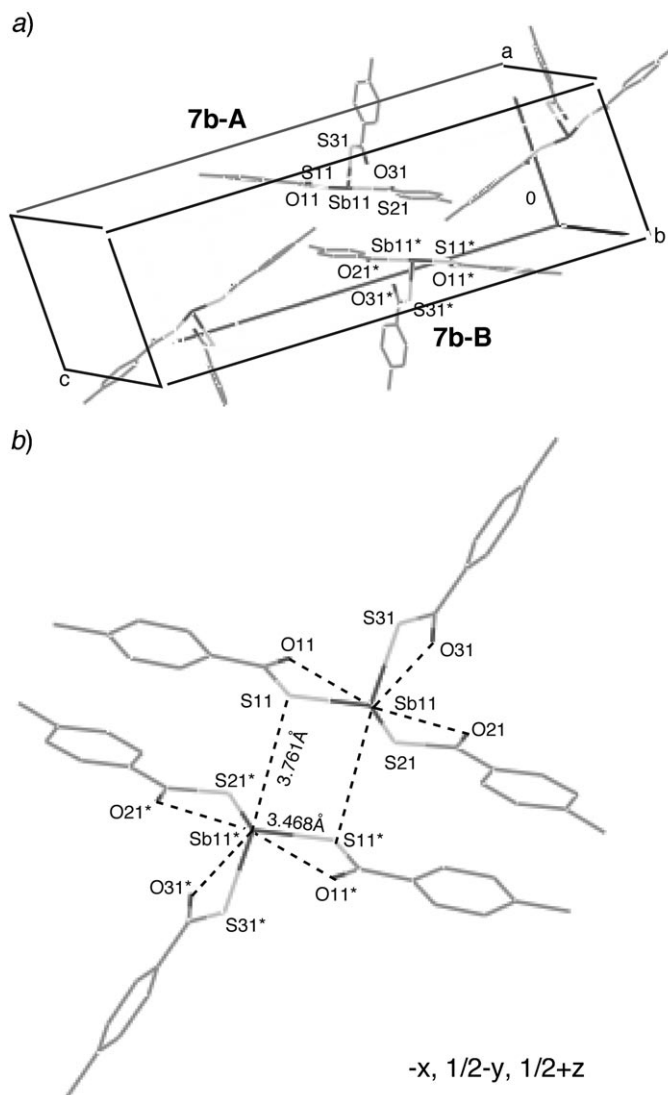 a)
a
7b-A
S31
O31
S11
O11
Sb11
S21
0
b
Sb11* S11*
O21*
O11*
O31*
S31*
7b-B
c
b)
S31
O11
O31
S11
Sb11
O21
3.761Å
S21
S21*
O21*
3.468Å
Sb11*
S11*
O31*
O11*
S31*
-x, 1/2-y, 1/2+z